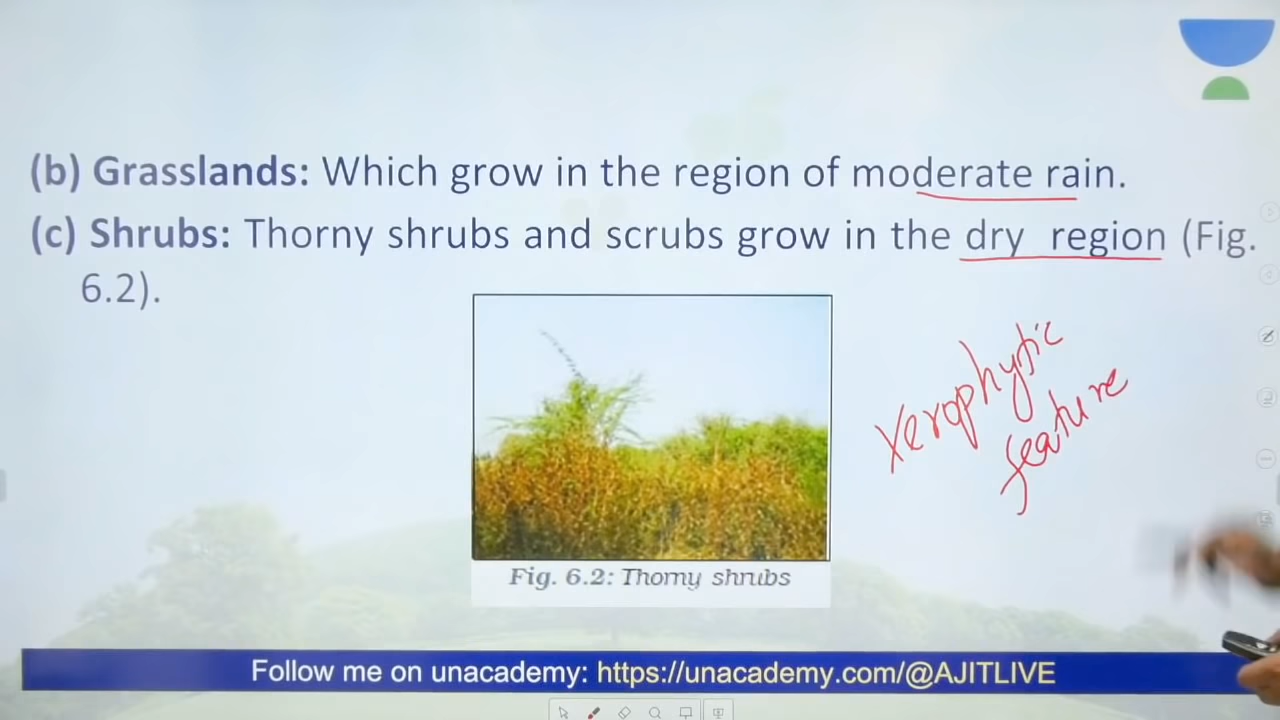 (b) Grasslands: Which grow in the region of moderate rain.
(c) Shrubs: Thorny shrubs and scrubs grow in the dry region (Fig.
6.2).
Xerophytic
feature
Fig. 6.2: Thorny shrubs
Follow me on unacademy: https://unacademy.com/@AJITLIVE